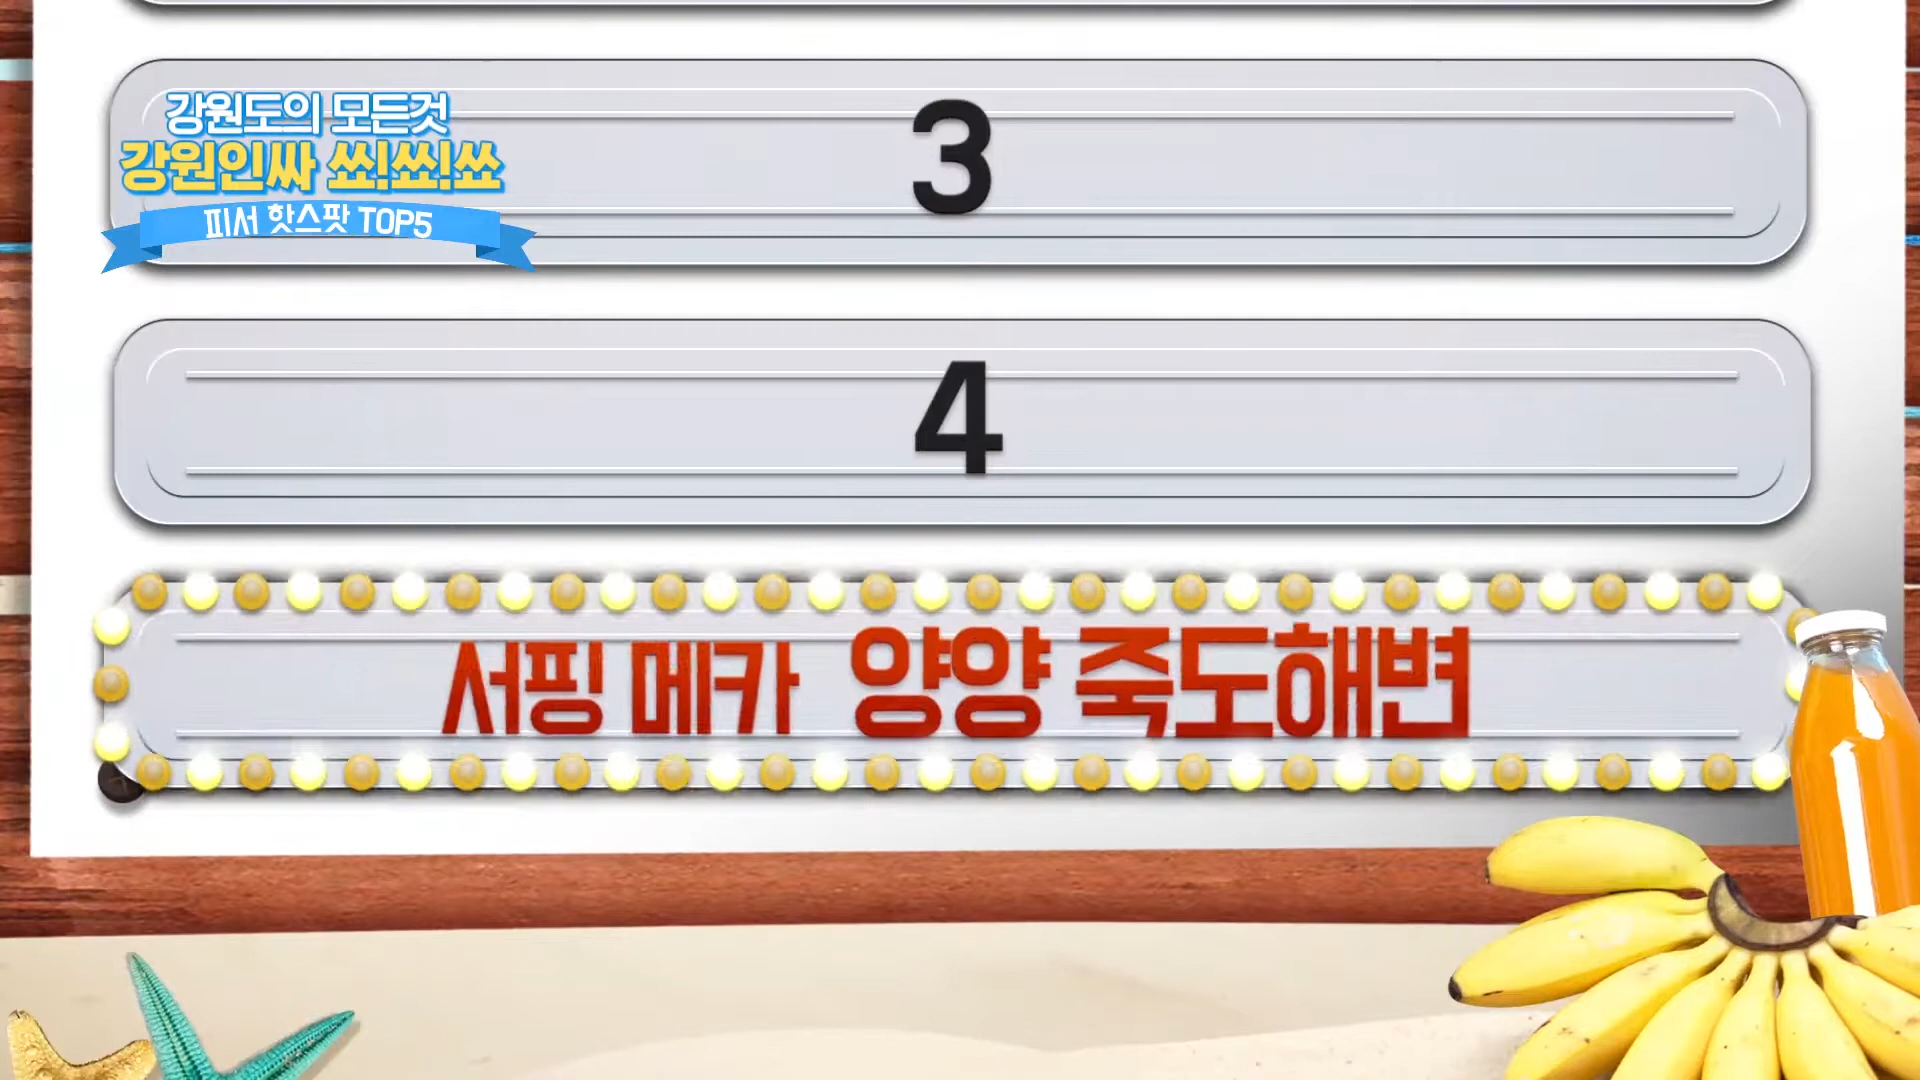 강원도의 모든것
강원인싸 쑈!쑈!쑈
피서 핫스팟 TOP5
3
4
서핑 메카 양양 죽도해변